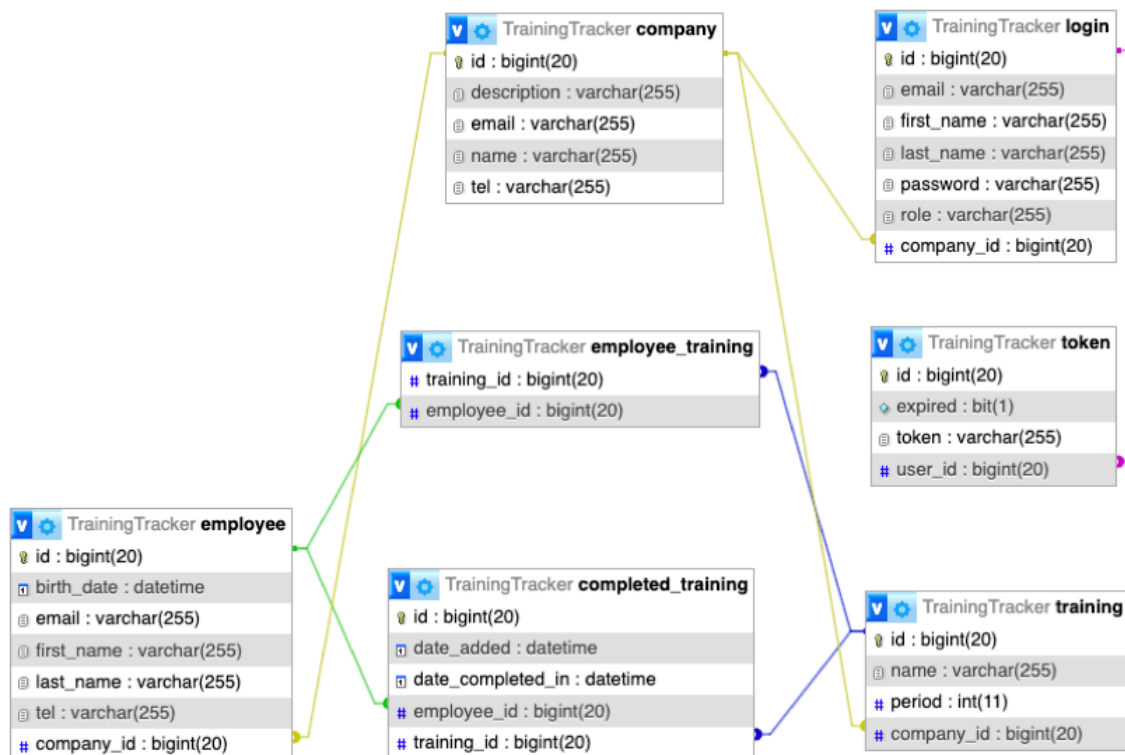 TrainingTracker company
id : bigint(20)
description : varchar(255)
email : varchar(255)
name : varchar(255)
tel : varchar(255)
TrainingTracker login
id : bigint(20)
email : varchar(255)
first_name : varchar(255)
last_name : varchar(255)
password : varchar(255)
role : varchar(255)
# company_id : bigint(20)
TrainingTracker employee_training
# training_id : bigint(20)
# employee_id : bigint(20)
TrainingTracker token
id : bigint(20)
expired : bit(1)
token : varchar(255)
# user_id : bigint(20)
TrainingTracker employee
id : bigint(20)
birth_date : datetime
email : varchar(255)
first_name : varchar(255)
last_name : varchar(255)
tel : varchar(255)
# company_id : bigint(20)
TrainingTracker completed_training
id : bigint(20)
date_added : datetime
date_completed_in : datetime
# employee_id : bigint(20)
# training_id : bigint(20)
TrainingTracker training
id : bigint(20)
name : varchar(255)
# period : int(11)
# company_id : bigint(20)